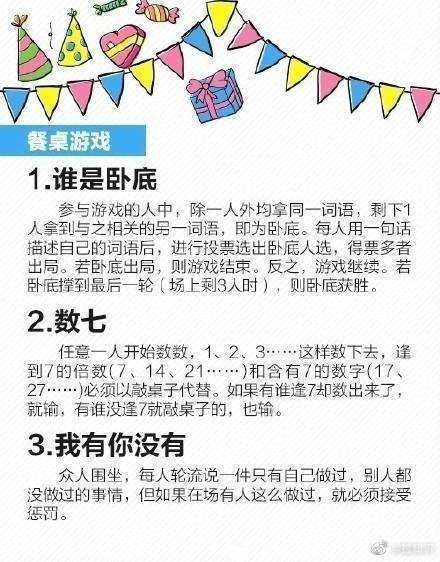 餐桌游戏
1.谁是卧底
参与游戏的人中，除一人外均拿同一词语，剩下1
人拿到与之相关的另一词语，即为卧底。每人用一句话
描述自己的词语后，进行投票选出卧底人选，得票多者
出局。若卧底出局，则游戏结束。反之，游戏继续。若
卧底撑到最后一轮（场上剩3人时），则卧底获胜。
2.数七
任意一人开始数数，1、2、3……这样数下去，逢
到7的倍数(7、14、21……)和含有7的数字(17、
27……)必须以敲桌子代替。如果有谁逢7却数出来了，
就输，有谁没逢7就敲桌子的，也输。
3.我有你没有
众人围坐，每人轮流说一件只有自己做过，别人都
没做过的事情，但如果在场有人这么做过，就必须接受
惩罚。